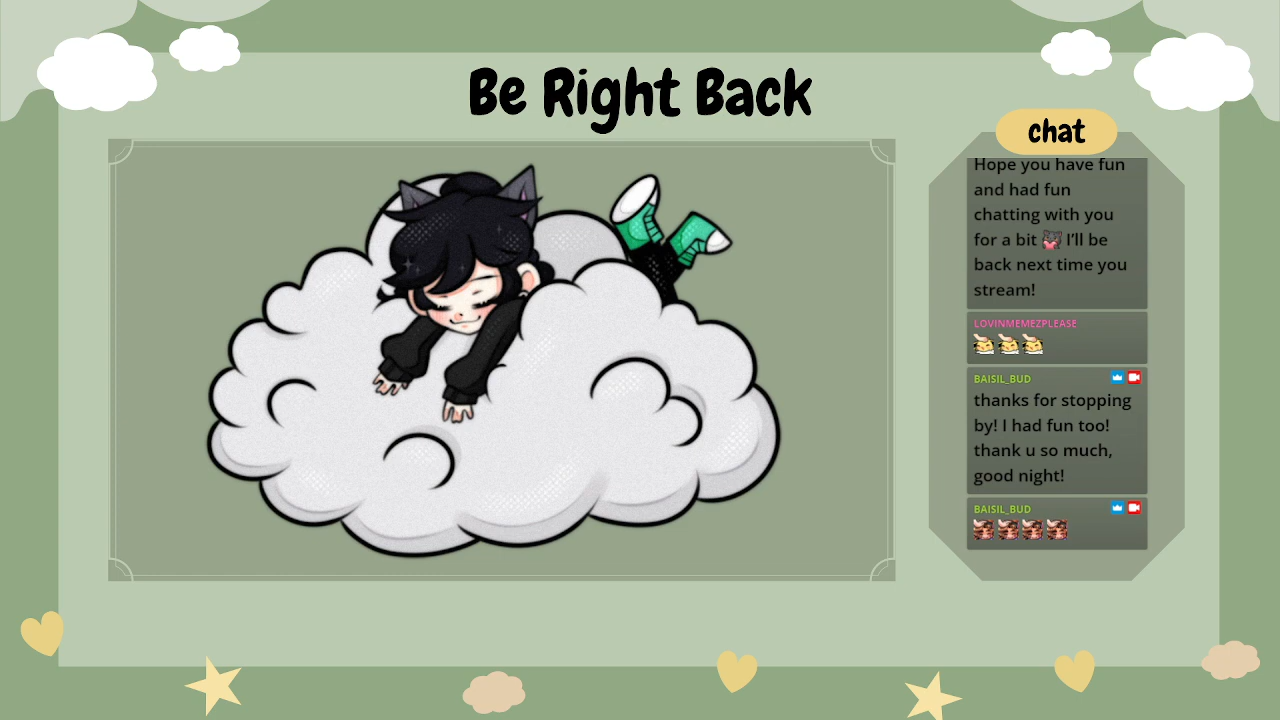 Be Right Back
chat
Hope you have fun
and had fun
chatting with you
for a bit I'll be
back next time you
stream!
LOVINMEMEZPLEASE
BAISIL_BUD
thanks for stopping
by! I had fun too!
thank u so much,
good night!
BAISIL_BUD